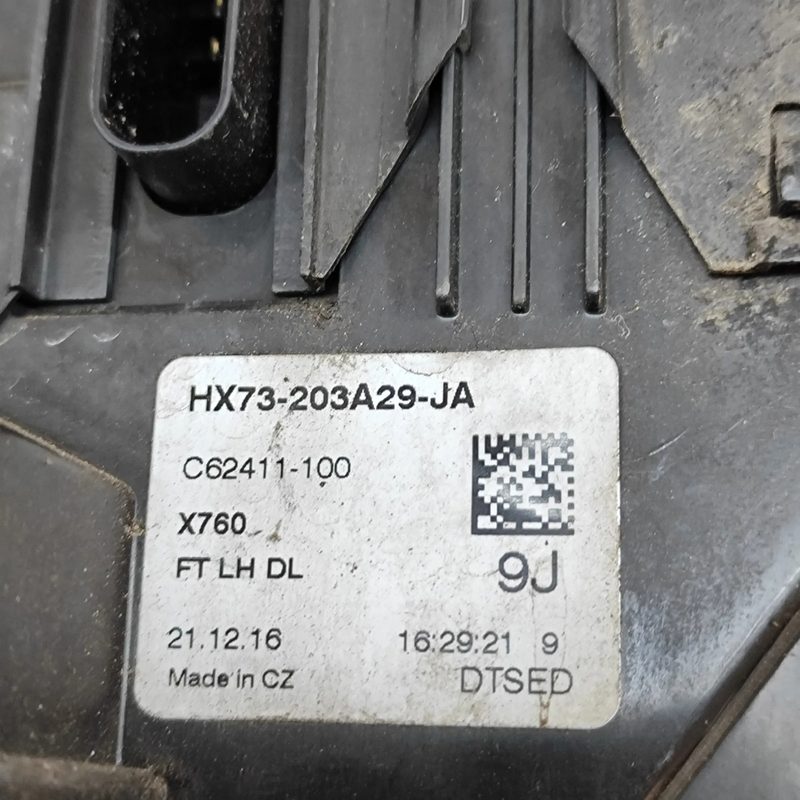 HX73-203A29-JA
C62411-100
X760
FT LH DL
9J
21.12.16 16:29:21 9
Made in CZ DTSED